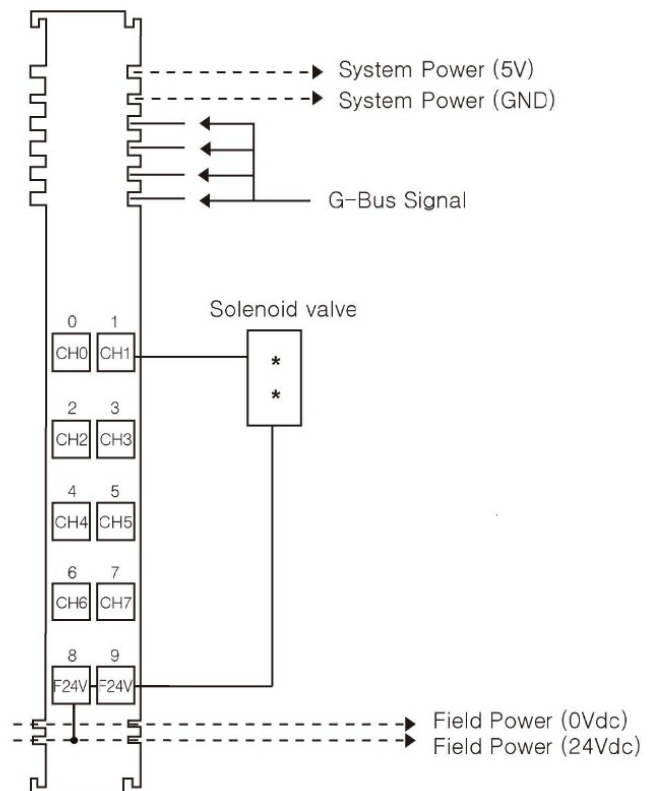 System Power (5V)
System Power (GND)
G-Bus Signal
Solenoid valve
0 1
CH0 CH1
*
*
2 3
CH2 CH3
4 5
CH4 CH5
6 7
CH6 CH7
8 9
F24V F24V
Field Power (0Vdc)
Field Power (24Vdc)